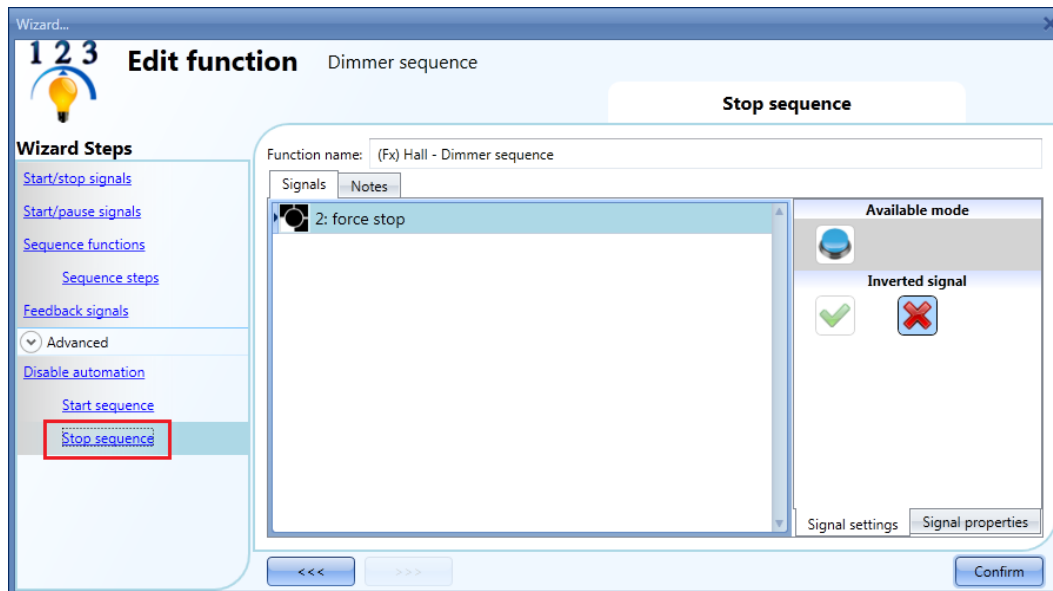 Wizard...
1 2 3
Edit function Dimmer sequence
Stop sequence
Wizard Steps
Start/stop signals
Start/pause signals
Sequence functions
Sequence steps
Feedback signals
Advanced
Disable automation
Start sequence
Stop sequence
Function name: (Fx) Hall - Dimmer sequence
Signals Notes
2: force stop
Available mode
Inverted signal
Signal settings Signal properties
<<< >>> Confirm